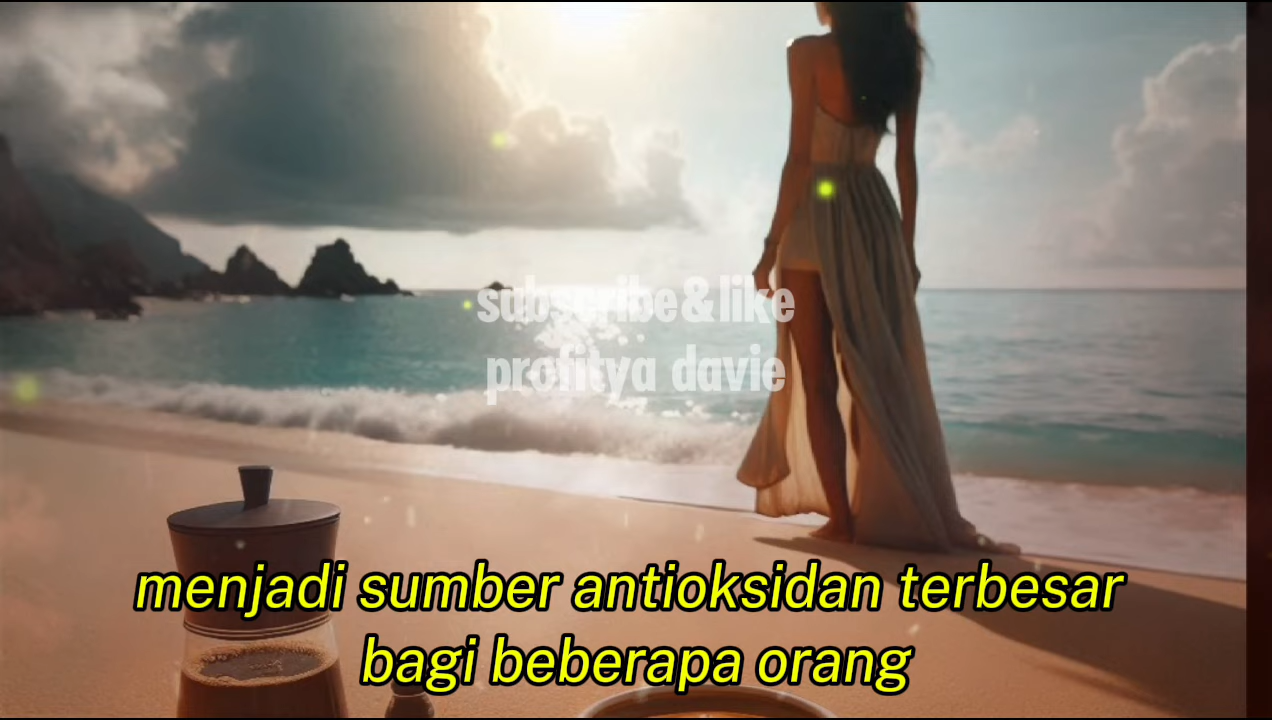 subscribe&like
profitya davie
menjadi sumber antioksidan terbesar
bagi beberapa orang